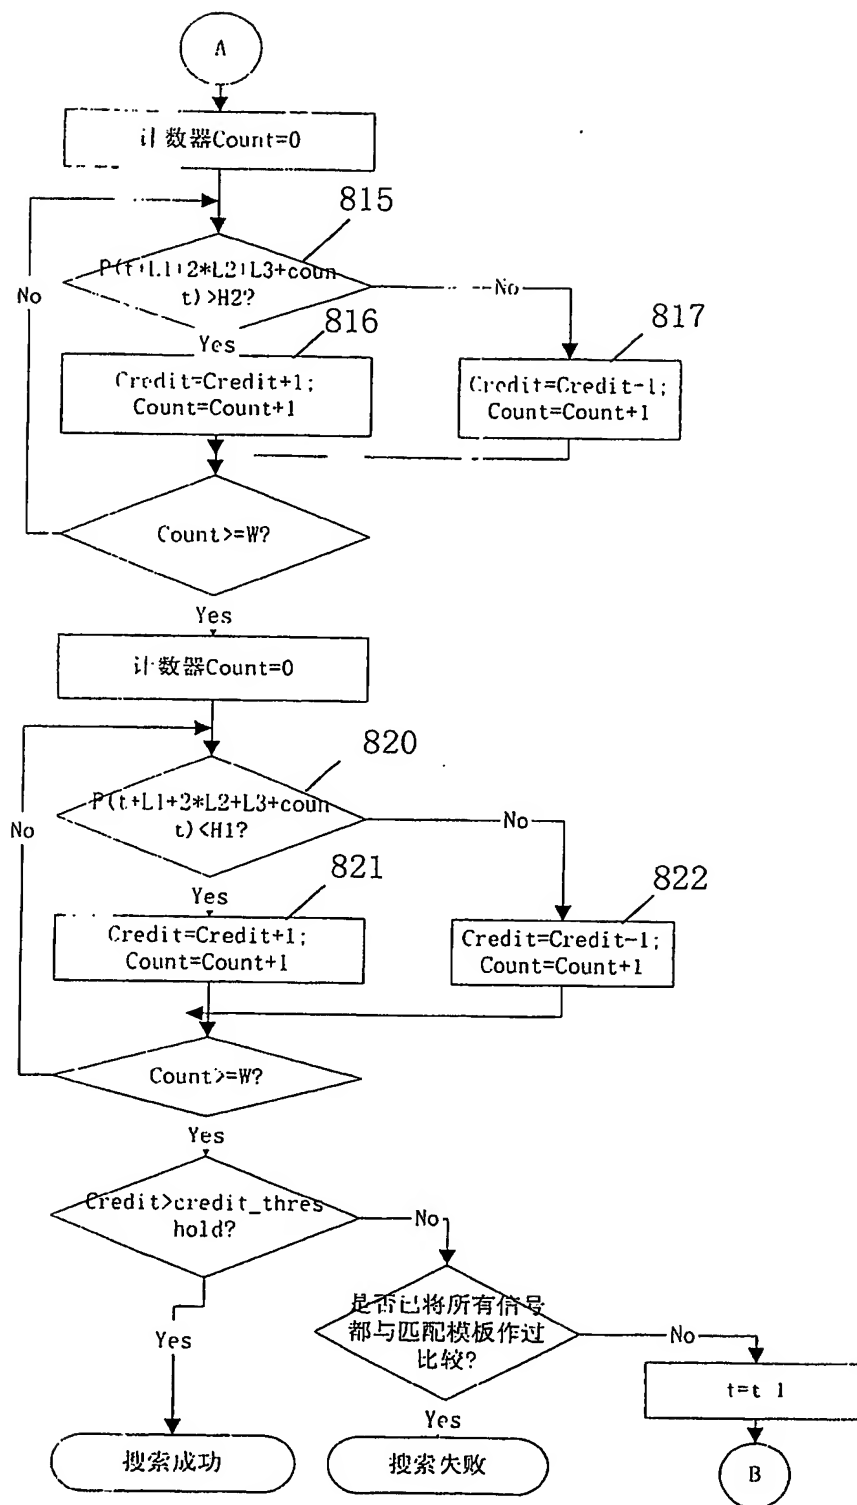 A
计数器Count=0
815
P(t+L1+2*L2+L3+coun
t)>H2?
No
No
Yes
816
817
Credit=Credit+1;
Count=Count+1
Credit=Credit-1;
Count=Count+1
Count>=W?
Yes
计数器Count=0
820
P(t+L1+2*L2+L3+coun
t)<H1?
No
No
Yes
821
822
Credit=Credit+1;
Count=Count+1
Credit=Credit-1;
Count=Count+1
Count>=W?
Yes
Credit>credit_thres
hold?
No
是否已将所有信号
都与匹配模板作过
比较?
Yes
No
t=t 1
Yes
搜索成功
搜索失败
B